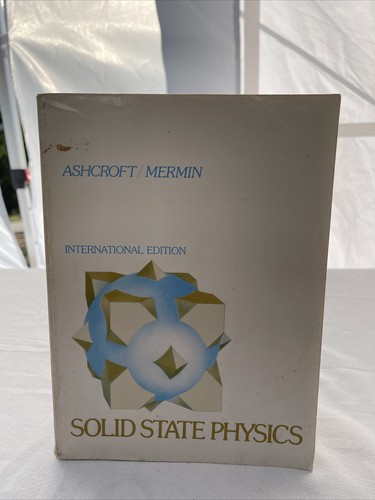 ASHCROFT/MERMIN
INTERNATIONAL EDITION
SOLID STATE PHYSICS